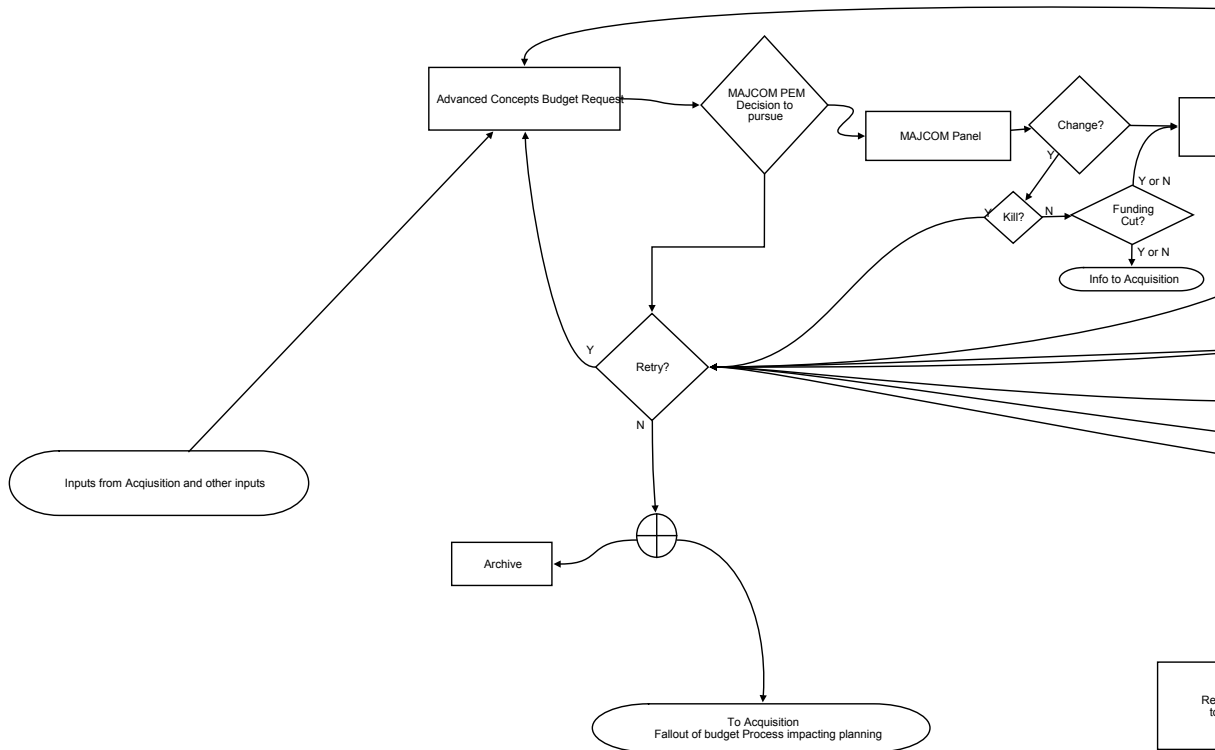 Advanced Concepts Budget Request
MAJCOM PEM
Decision to
pursue
MAJCOM Panel
Change?
Y
Y or N
Y
Kill?
N
Funding
Cut?
Y or N
Info to Acquisition
Y
Retry?
N
Inputs from Acqiusition and other inputs
Archive
To Acquisition
Fallout of budget Process impacting planning